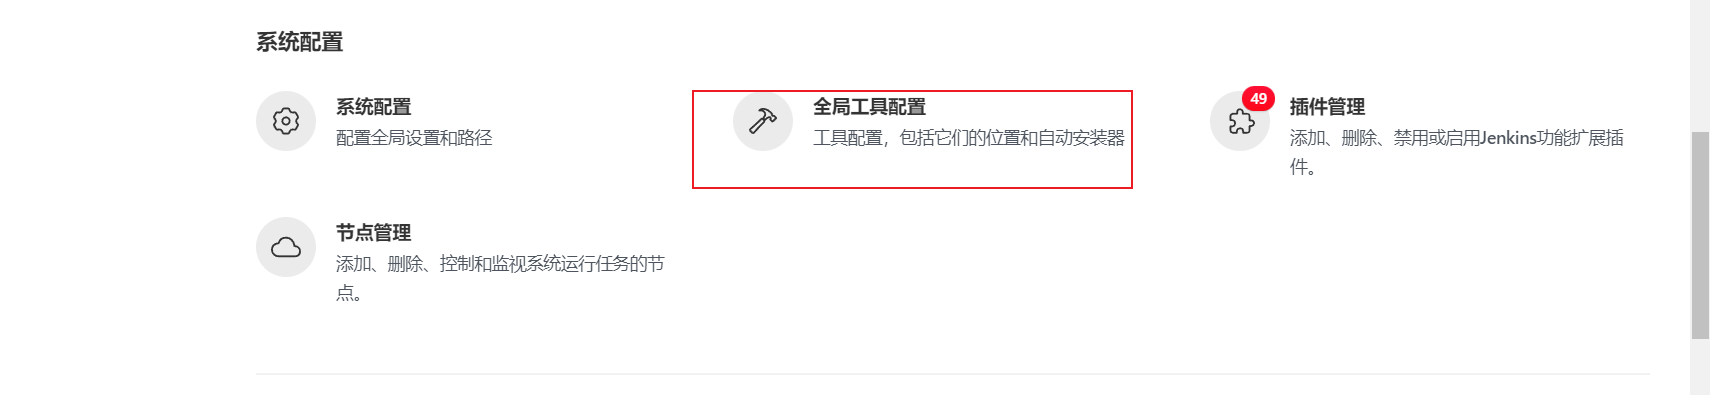 系统配置
系统配置
配置全局设置和路径
全局工具配置
工具配置，包括它们的位置和自动安装器
49
插件管理
添加、删除、禁用或启用Jenkins功能扩展插
件。
节点管理
添加、删除、控制和监视系统运行任务的节
点。